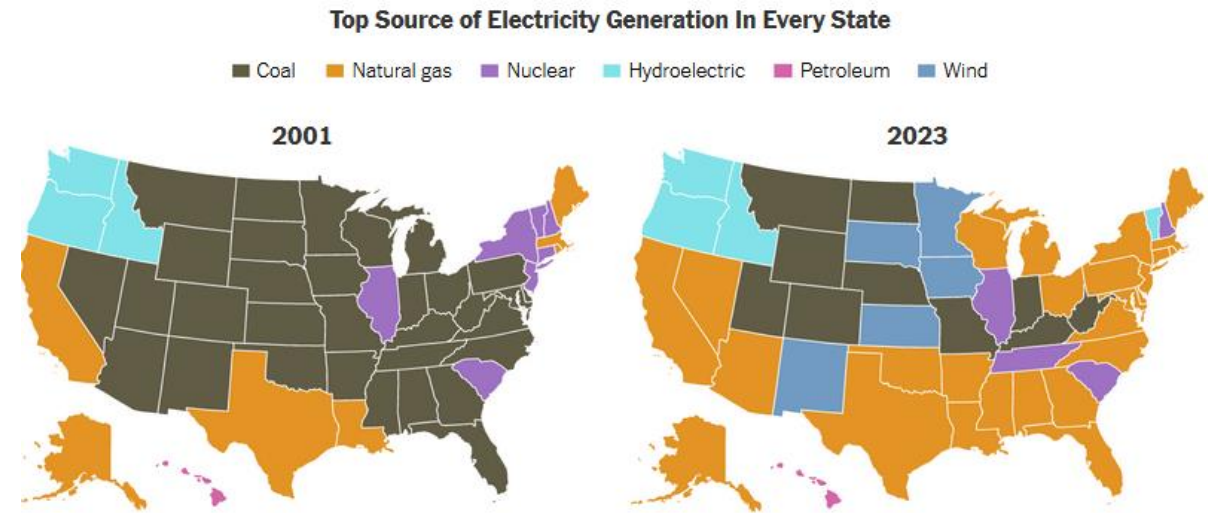 Top Source of Electricity Generation In Every State
Coal Natural gas Nuclear Hydroelectric Petroleum Wind
2001 2023